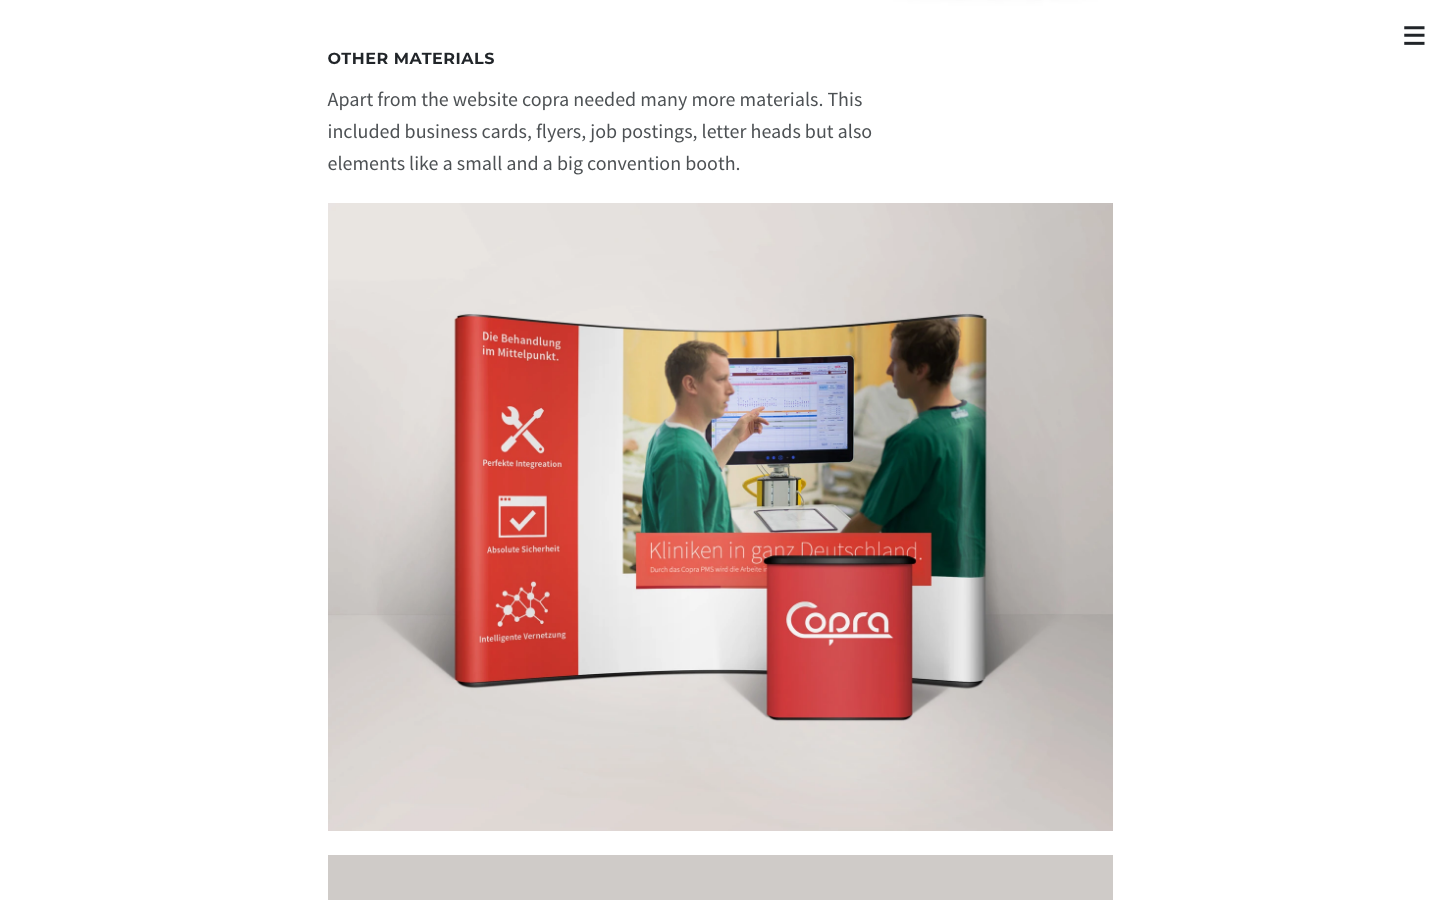 OTHER MATERIALS
Apart from the website copra needed many more materials. This
included business cards, flyers, job postings, letter heads but also
elements like a small and a big convention booth.
Die Behandlung
im Mittelpunkt.
Perfekte Integreation
Absolute Sicherheit
Intelligente Vernetzung
Kliniken in ganz Deutschland.
Durch das Copra PMS wird die Arbeite
Copra